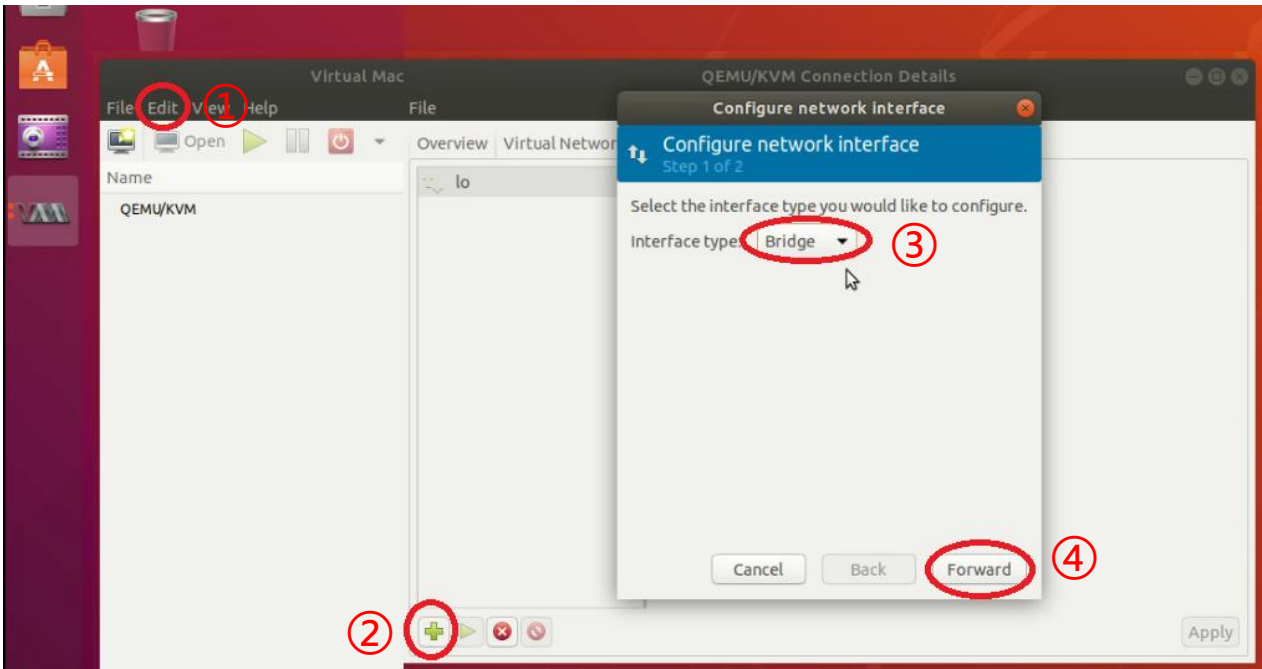 Virtual Mac
QEMU/KVM Connection Details
File Edit View Help
①
File
Configure network interface
Open
Overview
Virtual Networ
Configure network interface
Step 1 of 2
Name
lo
QEMU/KVM
Select the interface type you would like to configure.
Interface type: Bridge
③
Cancel
Back
Forward
④
②
Apply